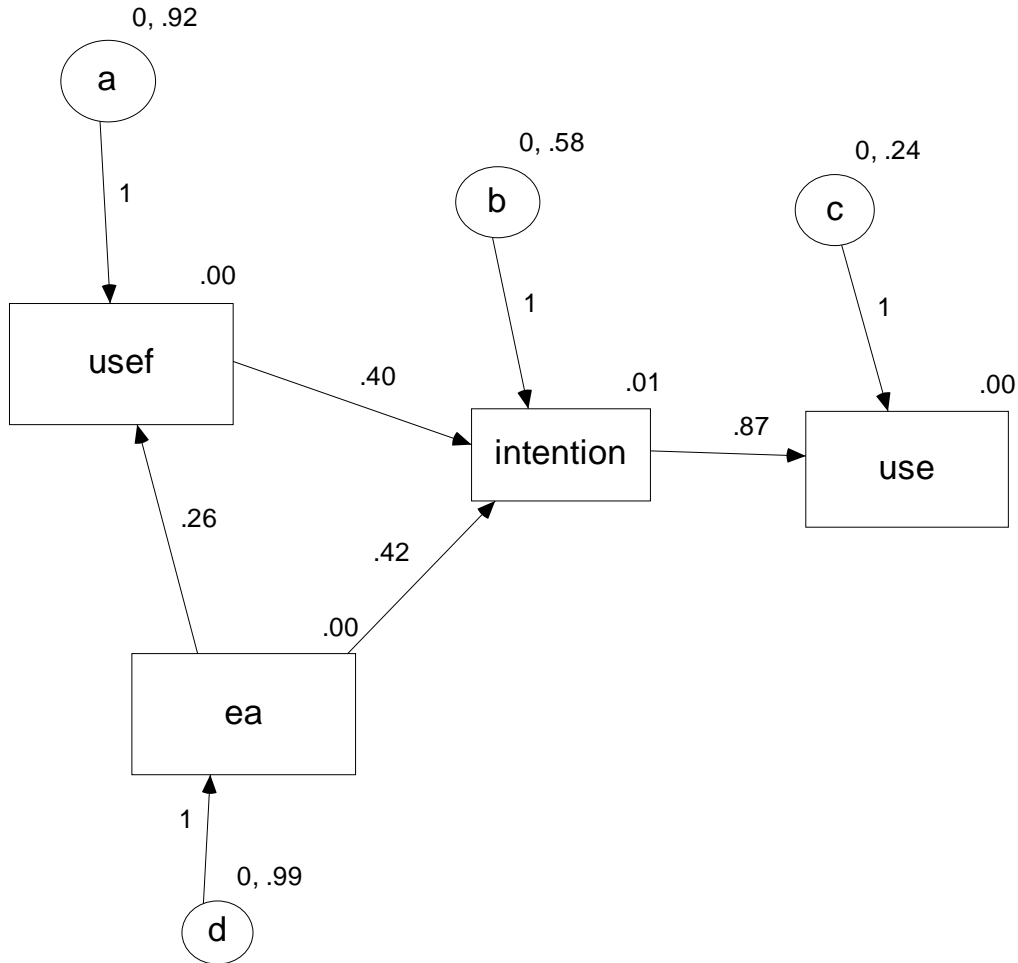 0, .92
a
1
0, .58
b
1
0, .24
c
1
.00
usef
.40
.01
intention
.87
.00
use
.26
.42
.00
ea
1
0, .99
d